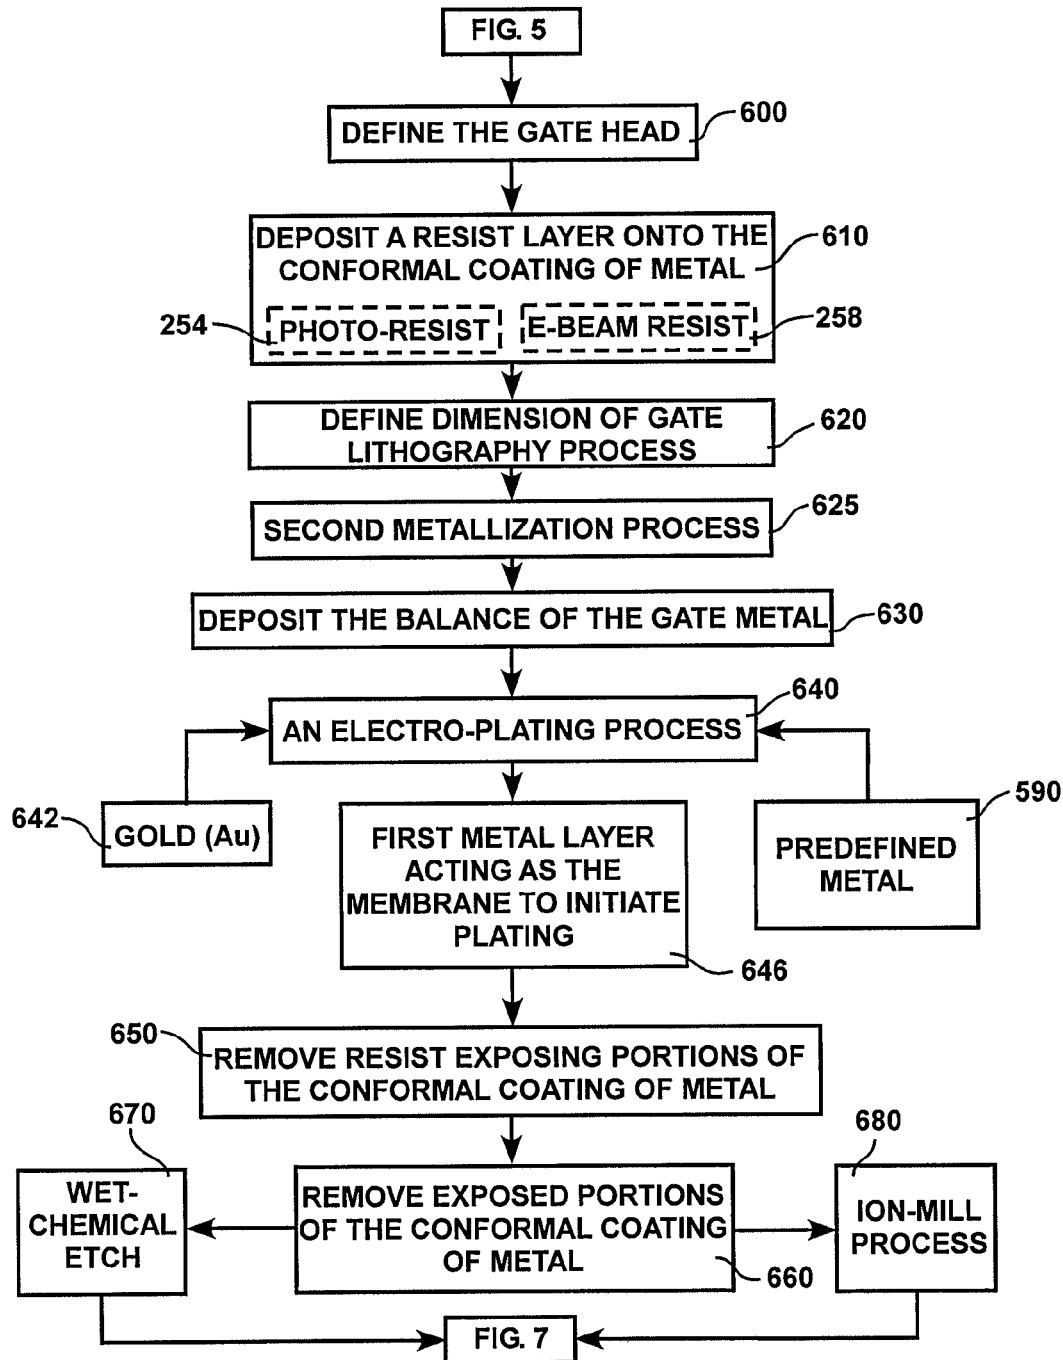 FIG. 5
DEFINE THE GATE HEAD
600
DEPOSIT A RESIST LAYER ONTO THE
CONFORMAL COATING OF METAL
610
254
PHOTO-RESIST
E-BEAM RESIST
258
DEFINE DIMENSION OF GATE
LITHOGRAPHY PROCESS
620
SECOND METALLIZATION PROCESS
625
DEPOSIT THE BALANCE OF THE GATE METAL
630
AN ELECTRO-PLATING PROCESS
640
642
GOLD (Au)
FIRST METAL LAYER
ACTING AS THE
MEMBRANE TO INITIATE
PLATING
646
590
PREDEFINED
METAL
650
REMOVE RESIST EXPOSING PORTIONS OF
THE CONFORMAL COATING OF METAL
670
WET-
CHEMICAL
ETCH
REMOVE EXPOSED PORTIONS
OF THE CONFORMAL COATING
OF METAL
660
680
ION-MILL
PROCESS
FIG. 7